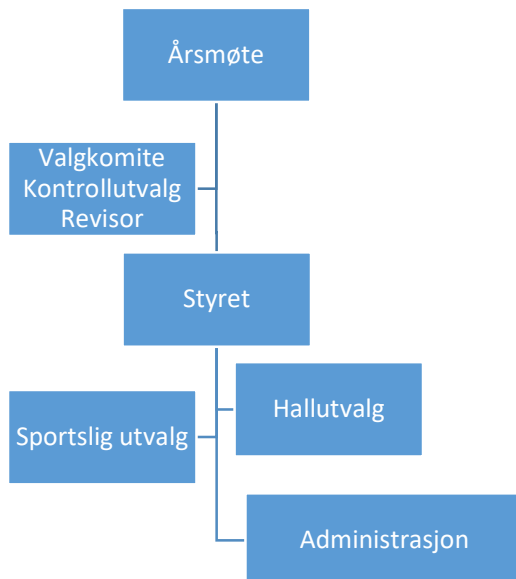 Årsmøte
Valgkomite
Kontrollutvalg
Revisor
Styret
Hallutvalg
Sportslig utvalg
Administrasjon